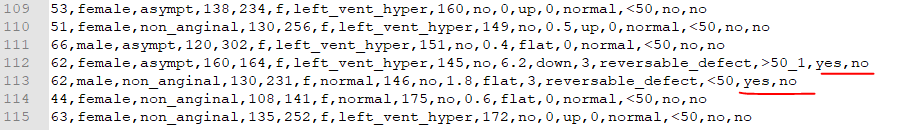 109 53,female,asympt,138,234,f,left_vent_hyper,160,no,0,up,0,normal,<50,no,no
110 51,female,non_anginal,130,256,f,left_vent_hyper,149,no,0.5,up,0,normal,<50,no,no
111 66,male,asympt,120,302,f,left_vent_hyper,151,no,0.4,flat,0,normal,<50,no,no
112 62,female,asympt,160,164,f,left_vent_hyper,145,no,6.2,down,3,reversable_defect,>50_1,yes,no
113 62,male,non_anginal,130,231,f,normal,146,no,1.8,flat,3,reversable_defect,<50,yes,no
114 44,female,non_anginal,108,141,f,normal,175,no,0.6,flat,0,normal,<50,no,no
115 63,female,non_anginal,135,252,f,left_vent_hyper,172,no,0,up,0,normal,<50,no,no